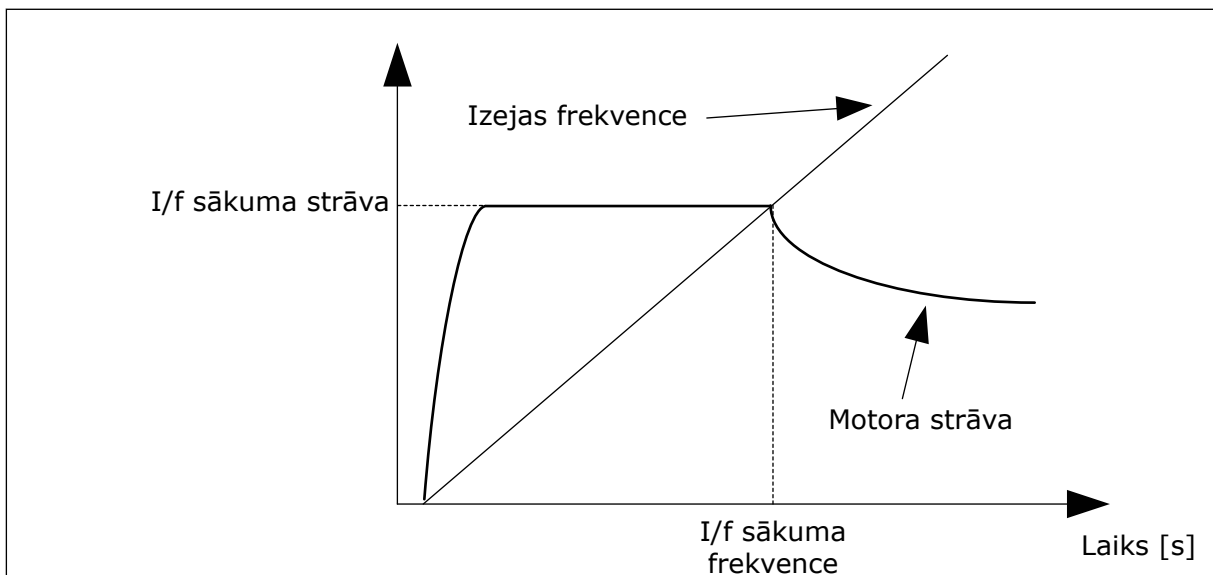 Izejas frekvence
I/f sākuma strāva
Motora strāva
I/f sākuma
frekvence
Laiks [s]